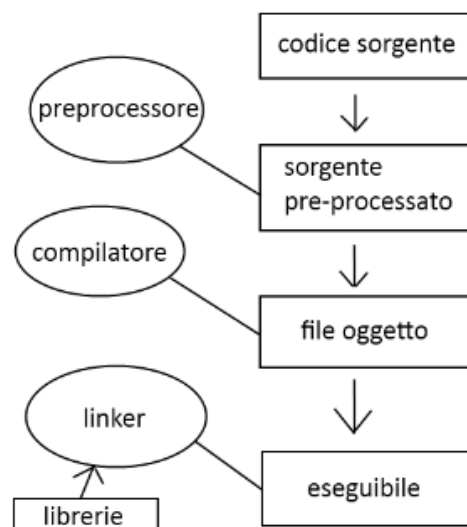 codice sorgente
preprocessore
sorgente
pre-processato
compilatore
file oggetto
linker
eseguibile
librerie